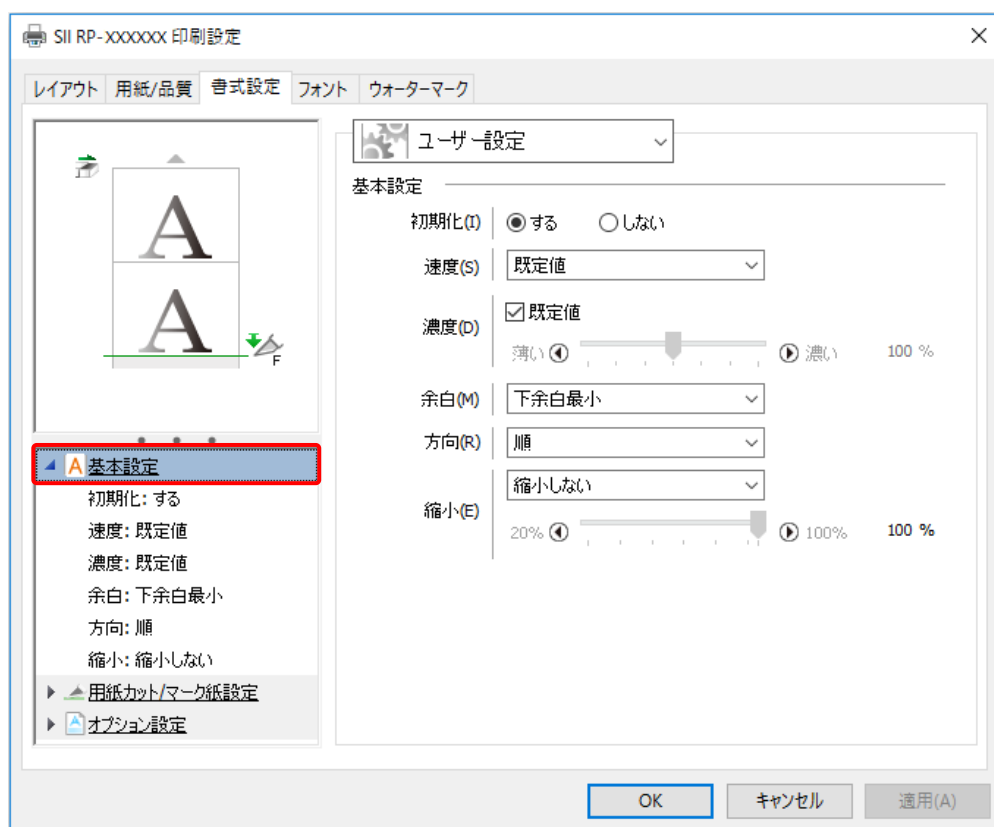 SII RP-XXXXXX 印刷設定
レイアウト 用紙/品質 書式設定 フォント ウォーターマーク
A
A
F
基本設定
初期化: する
速度: 既定値
濃度: 既定値
余白: 下余白最小
方向: 順
縮小: 縮小しない
用紙カット/マーク紙設定
オプション設定
ユーザー設定
基本設定
初期化(I) する しない
速度(S) 既定値
濃度(D) 既定値
薄い 濃い 100 %
余白(M) 下余白最小
方向(R) 順
縮小(E) 縮小しない
20% 100% 100 %
OK キャンセル 適用(A)